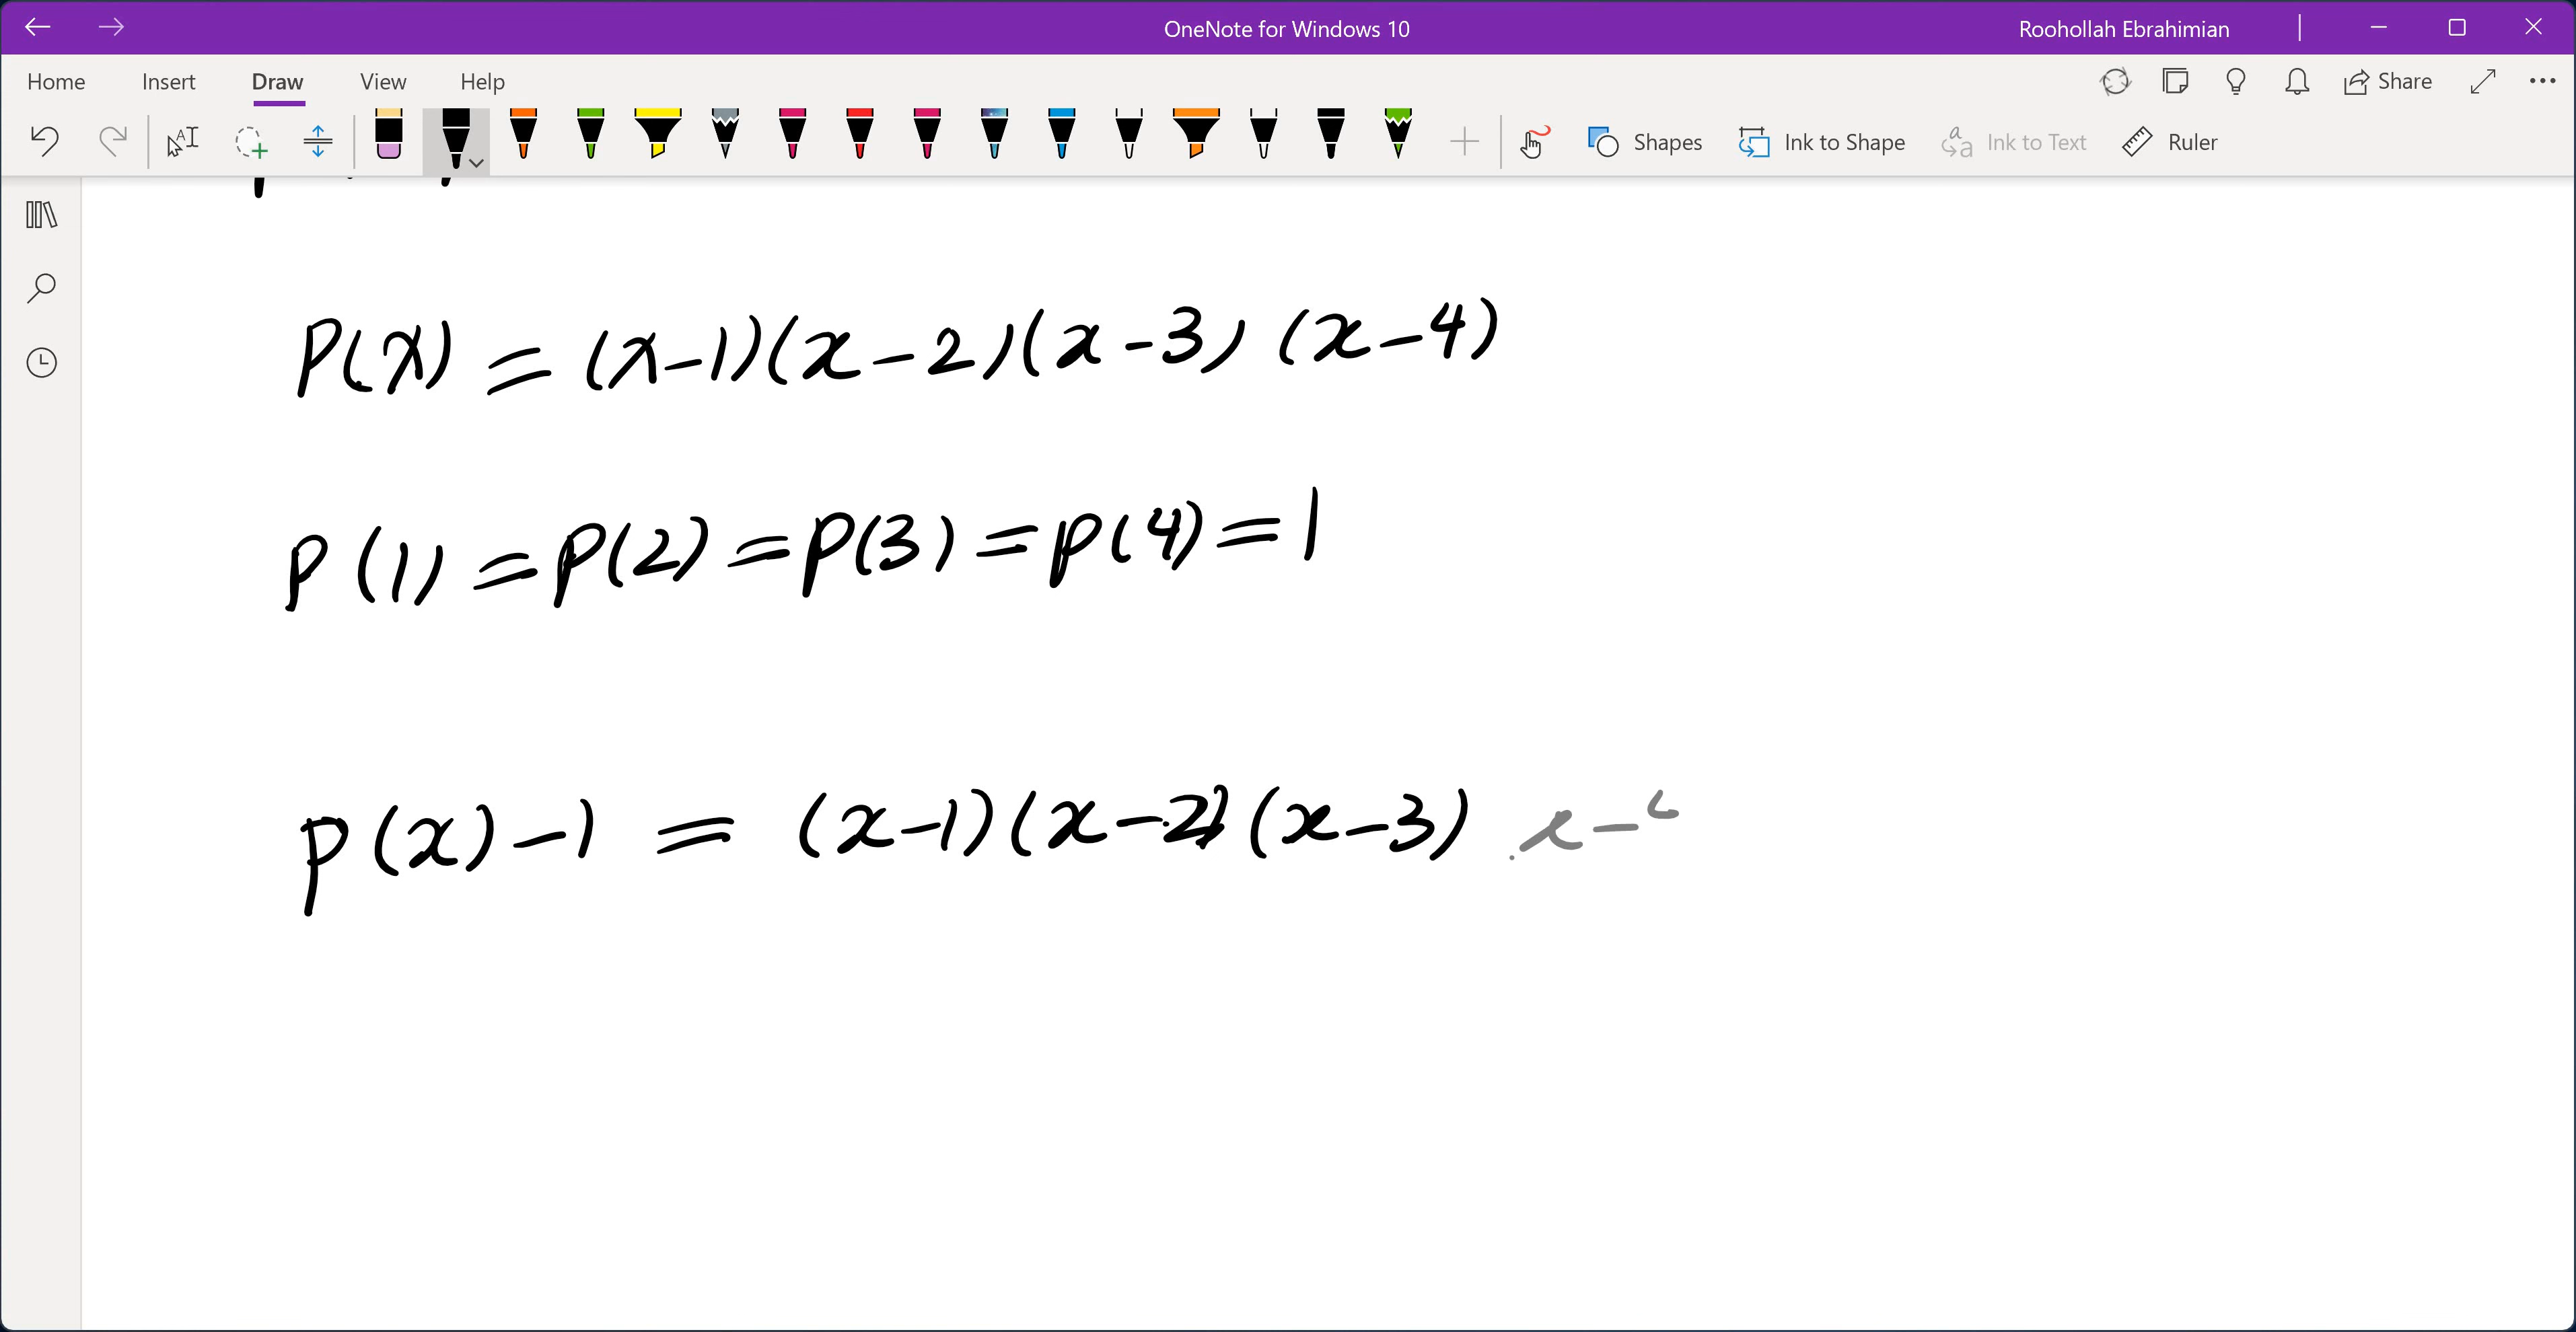 OneNote for Windows 10
Roohollah Ebrahimian
Home Insert Draw View Help
Share
Shapes Ink to Shape Ink to Text Ruler
P(x) = (x-1)(x-2)(x-3)(x-4)
P(1) = P(2) = P(3) = P(4) = 1
P(x)-1 = (x-1)(x-2)(x-3) x-